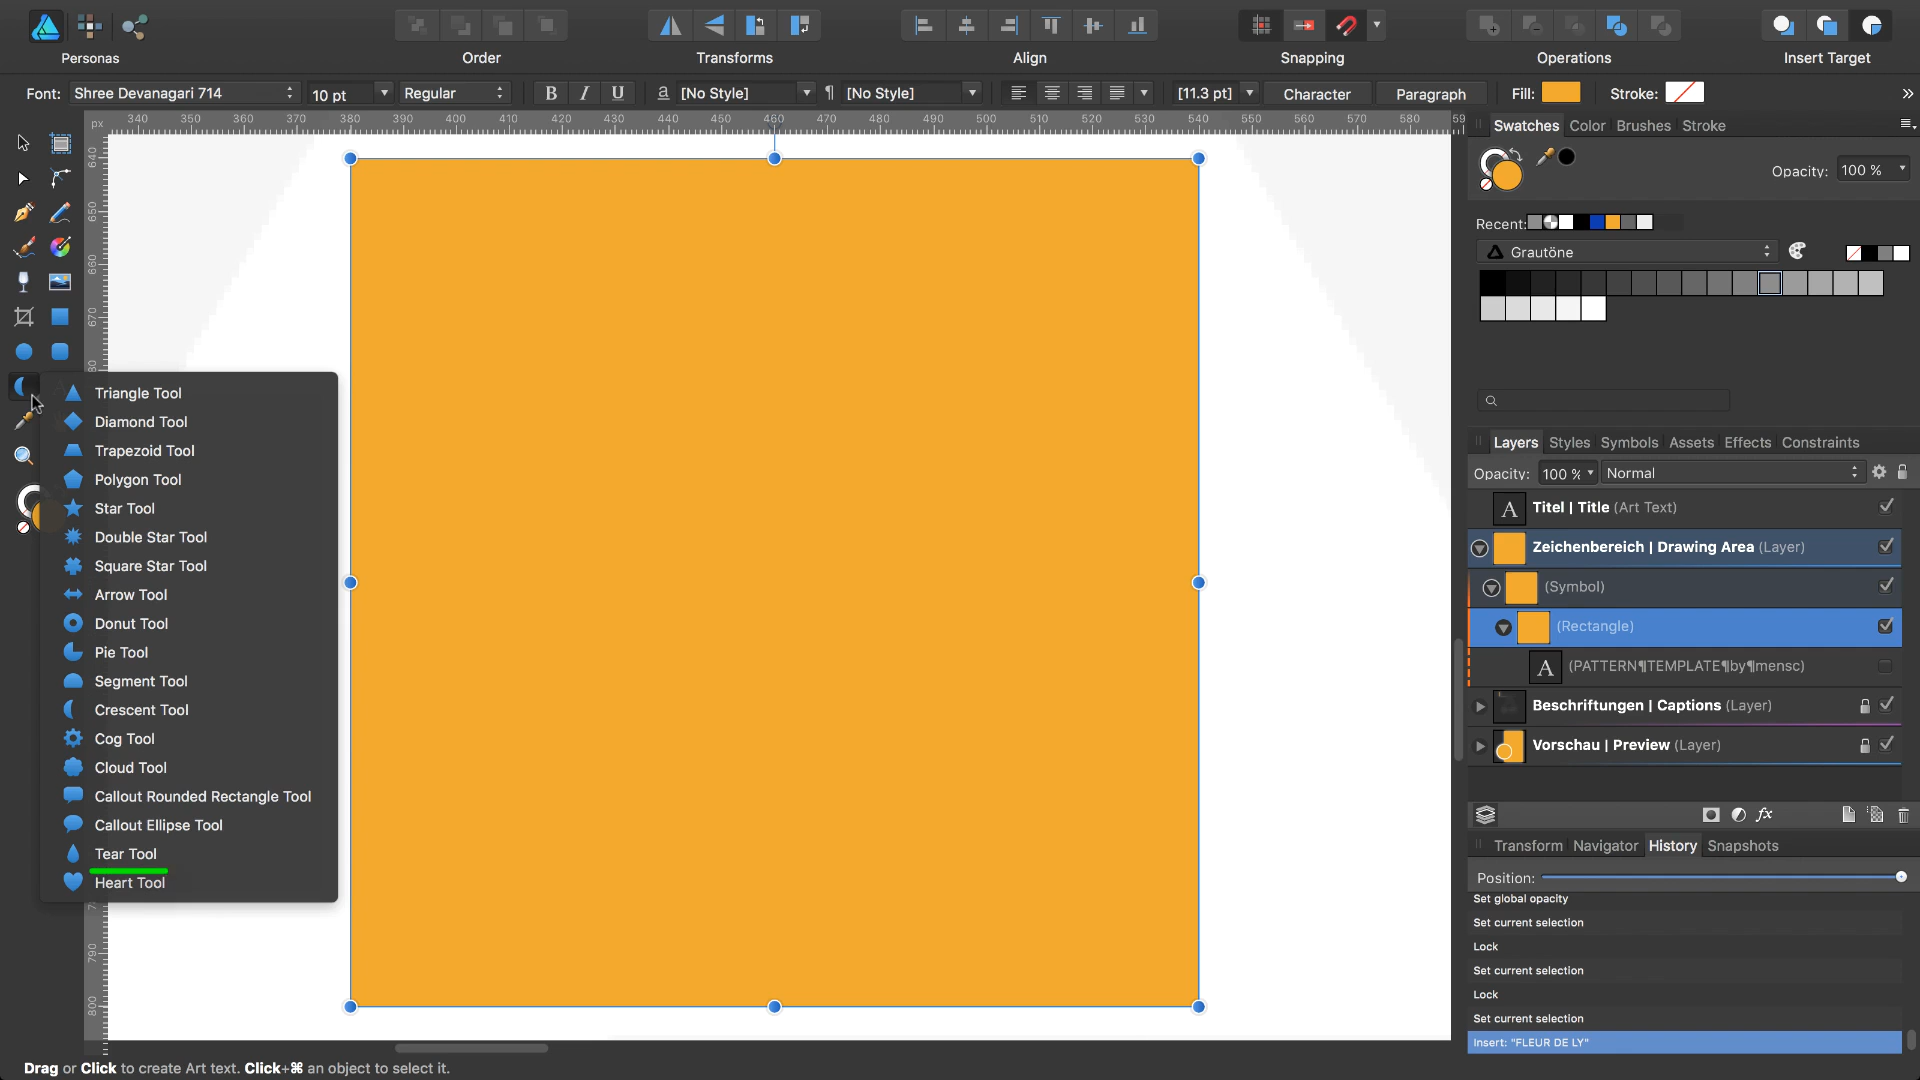 Personas
Order
Transforms
Align
Snapping
Operations
Insert Target
Font: Shree Devanagari 714 10 pt Regular B I U a [No Style] ¶ [No Style] [11.3 pt] Character Paragraph Fill: Stroke:
px 340 350 360 370 380 390 400 410 420 430 440 450 460 470 480 490 500 510 520 530 540 550 560 570 580 59
640
650
660
670
790
800
Triangle Tool
Diamond Tool
Trapezoid Tool
Polygon Tool
Star Tool
Double Star Tool
Square Star Tool
Arrow Tool
Donut Tool
Pie Tool
Segment Tool
Crescent Tool
Cog Tool
Cloud Tool
Callout Rounded Rectangle Tool
Callout Ellipse Tool
Tear Tool
Heart Tool
Swatches Color Brushes Stroke
Opacity: 100 %
Recent:
Grautöne
Layers Styles Symbols Assets Effects Constraints
Opacity: 100 % Normal
A Titel | Title (Art Text)
Zeichenbereich | Drawing Area (Layer)
(Symbol)
(Rectangle)
A (PATTERN¶TEMPLATE¶by¶mensc)
Beschriftungen | Captions (Layer)
Vorschau | Preview (Layer)
fx
Transform Navigator History Snapshots
Position:
Set global opacity
Set current selection
Lock
Set current selection
Lock
Set current selection
Insert: "FLEUR DE LY"
Drag or Click to create Art text. Click+⌘ an object to select it.